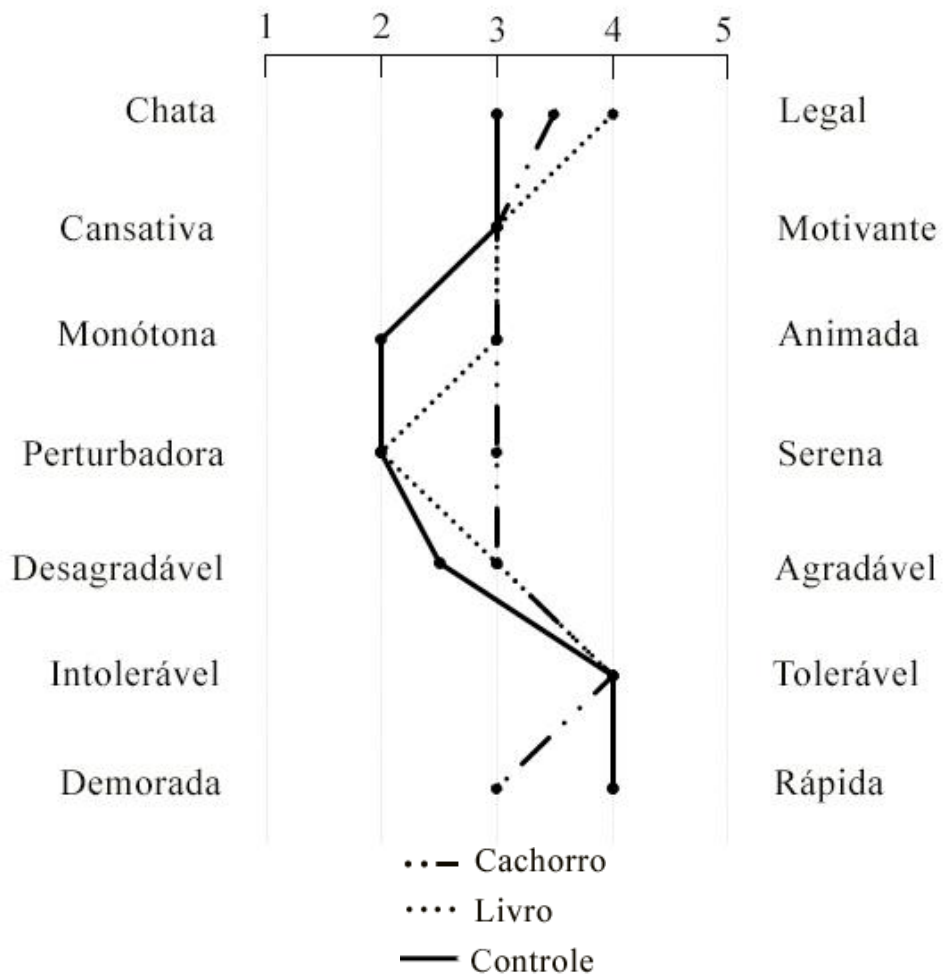 1 2 3 4 5
Chata Legal
Cansativa Motivante
Monótona Animada
Perturbadora Serena
Desagradável Agradável
Intolerável Tolerável
Demorada Rápida
Cachorro
Livro
Controle